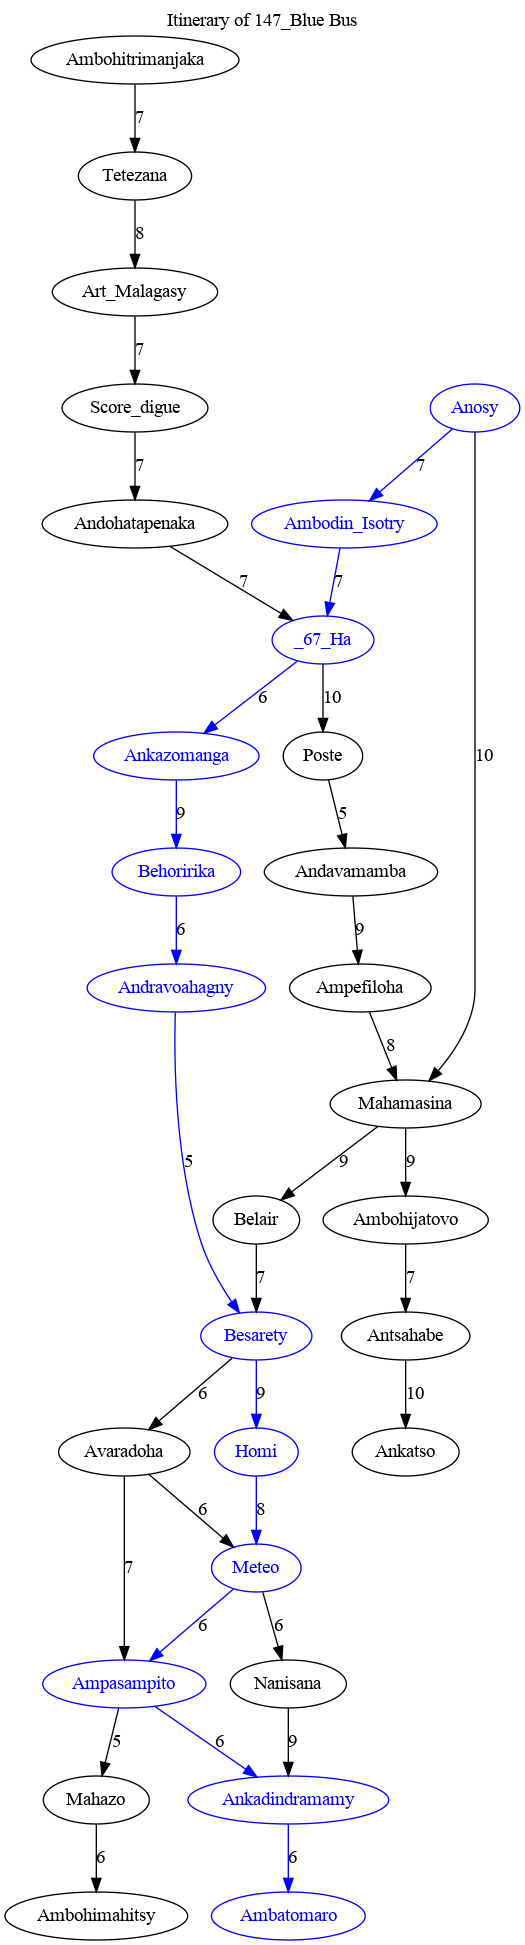 Itinerary of 147_Blue Bus
Ambohitrimanjaka
7
Tetezana
8
Art_Malagasy
7
Score_digue
Anosy
7
7
Andohatapenaka
Ambodin_Isotry
7
7
_67_Ha
6
10
Ankazomanga
Poste
10
9
5
Behoririka
Andavamamba
6
9
Andravoahagny
Ampefiloha
8
Mahamasina
5
9
9
Belair
Ambohijatovo
7
7
Besarety
Antsahabe
6
9
10
Avaradoha
Homi
Ankatso
7
6
8
Meteo
6
6
Ampasampito
Nanisana
5
6
9
Mahazo
Ankadindramamy
6
6
Ambohimahitsy
Ambatomaro